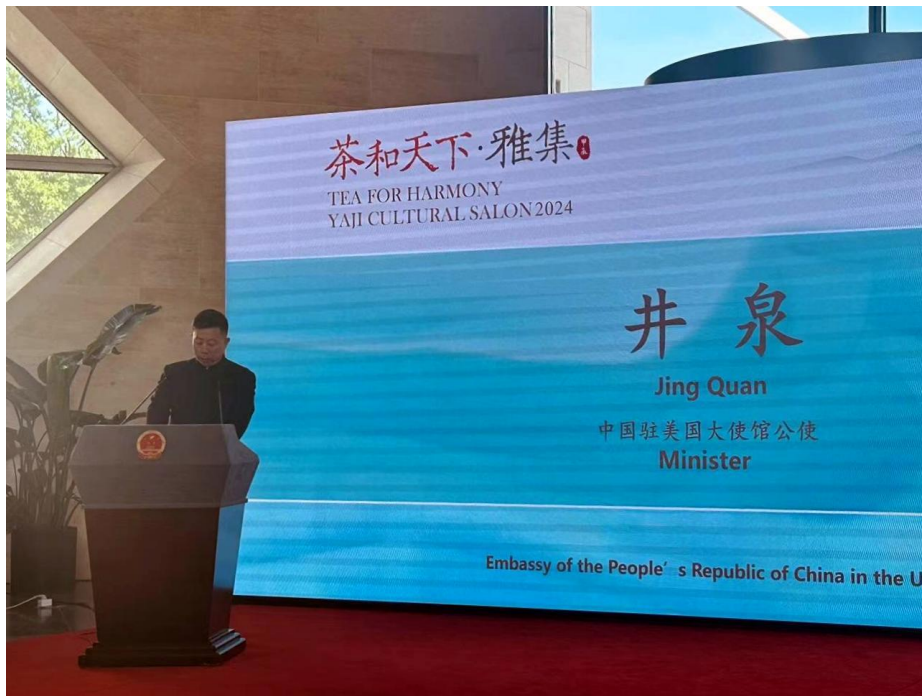 茶和天下·雅集
TEA FOR HARMONY
YAJI CULTURAL SALON 2024
井 泉
Jing Quan
中国驻美国大使馆公使
Minister
Embassy of the People's Republic of China in the U